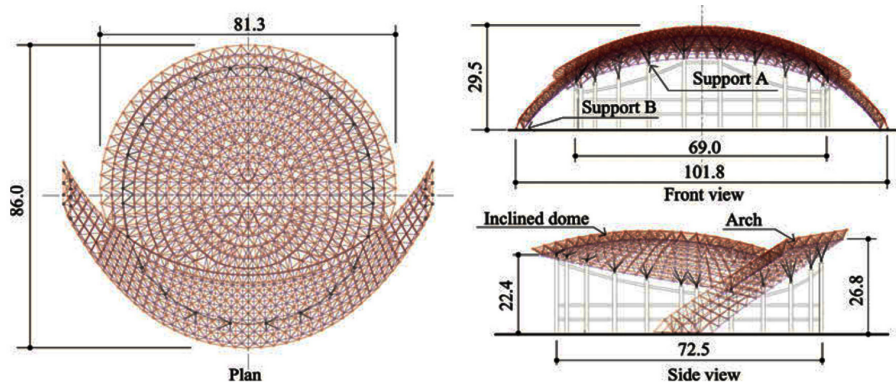 81.3
86.0
Plan
29.5
Support A
Support B
69.0
101.8
Front view
Inclined dome
Arch
22.4
26.8
72.5
Side view